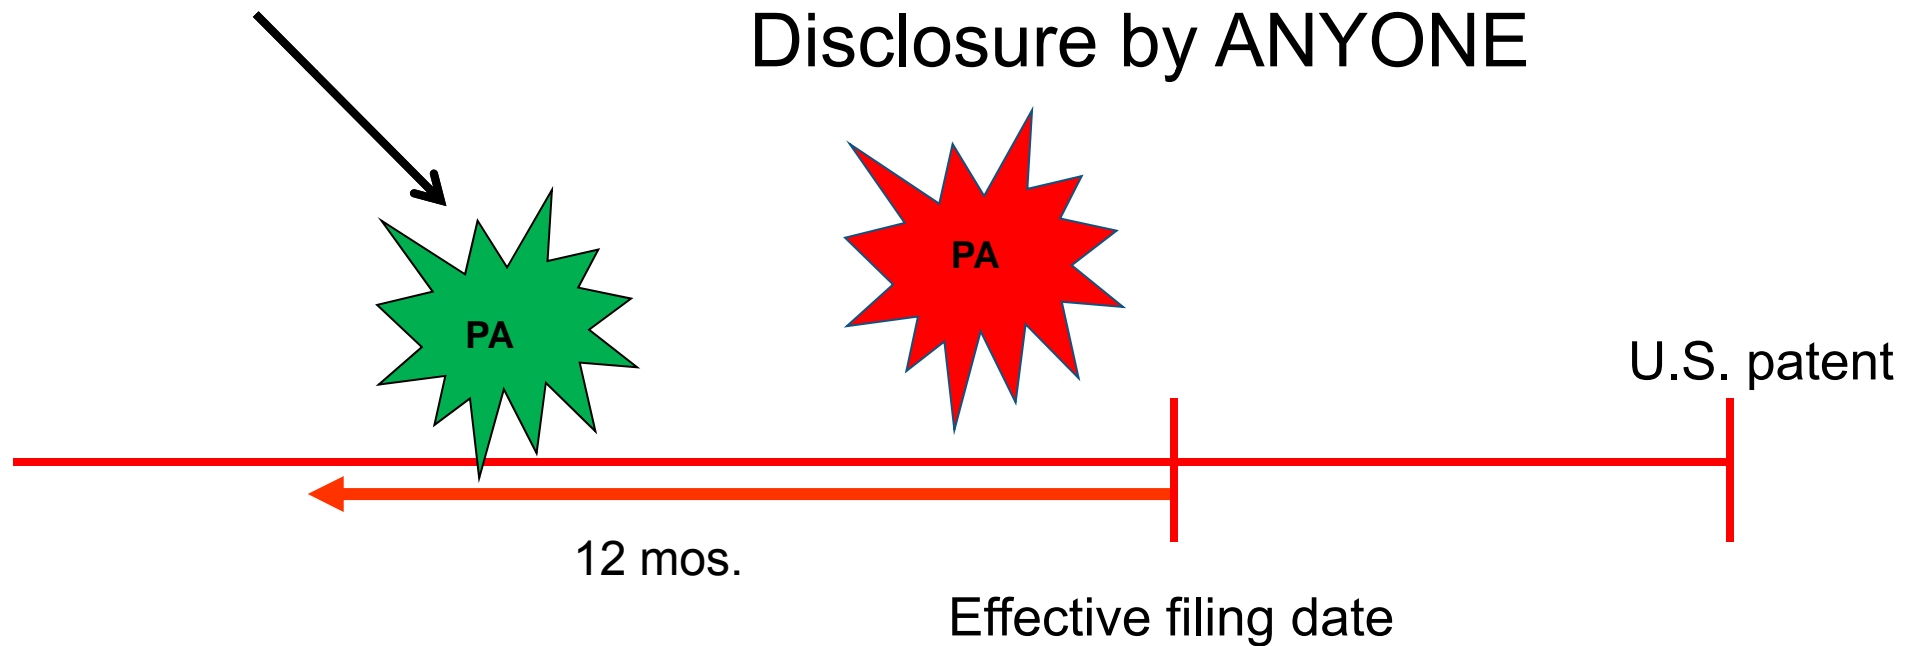 Disclosure by ANYONE
PA
PA
U.S. patent
12 mos.
Effective filing date